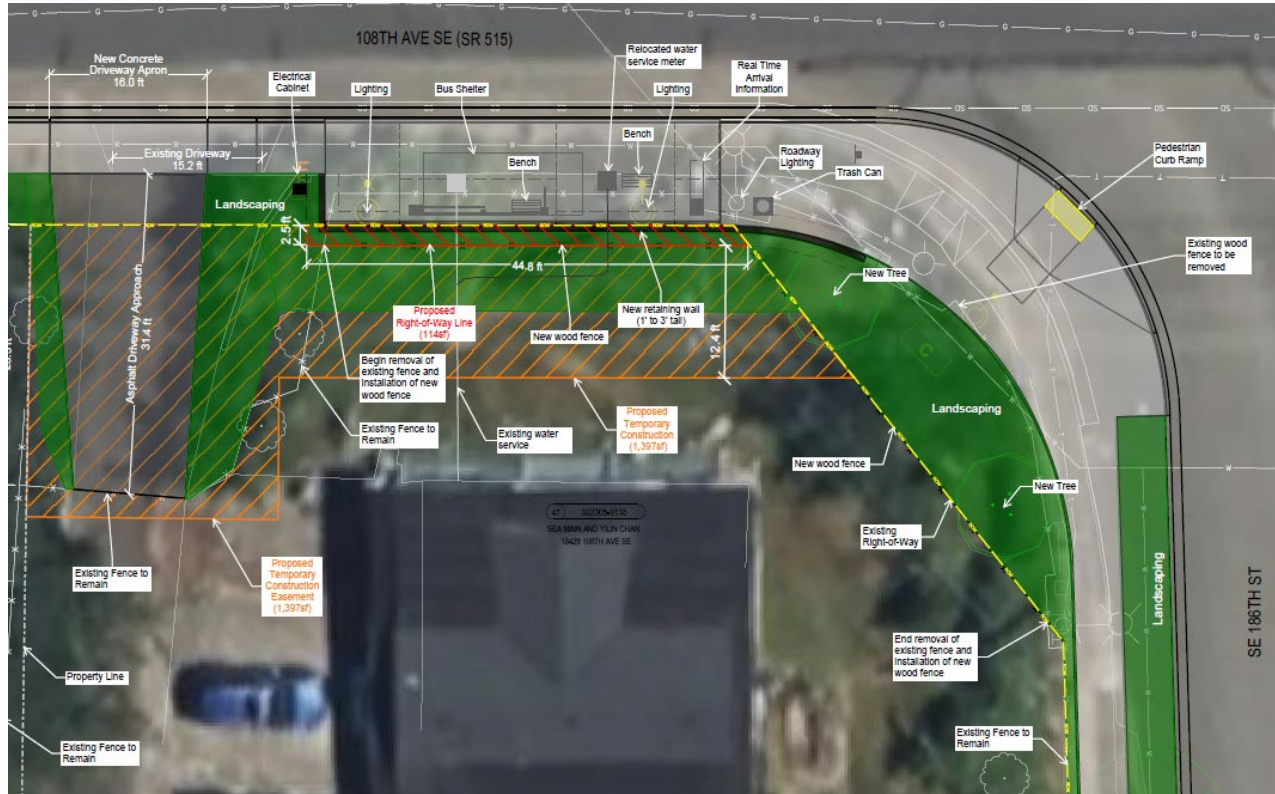 108TH AVE SE (SR 515)
New Concrete
Driveway Apron
16.0 ft
Electrical
Cabinet
Lighting
Bus Shelter
Relocated water
service meter
Lighting
Real Time
Arrival
Information
Bench
Bench
Roadway
Lighting
Trash Can
Pedestrian
Curb Ramp
Existing Driveway
15.2 ft
Landscaping
2.5 ft
44.8 ft
Existing wood
fence to be
removed
New Tree
Asphalt Driveway Approach
31.4 ft
Proposed
Right-of-Way Line
(114sf)
New wood fence
New retaining wall
(1' to 3' tall)
12.4 ft
Begin removal of
existing fence and
installation of new
wood fence
Existing Fence to
Remain
Existing water
service
Proposed
Temporary
Construction
(1,397sf)
Landscaping
New wood fence
New Tree
Existing
Right-of-Way
47 322305-9135
SEA MAIN AND YILIN CHAN
18429 108TH AVE SE
Existing Fence to
Remain
Proposed
Temporary
Construction
Easement
(1,397sf)
Landscaping
SE 186TH ST
End removal of
existing fence and
installation of new
wood fence
Property Line
Existing Fence to
Remain
Existing Fence to
Remain